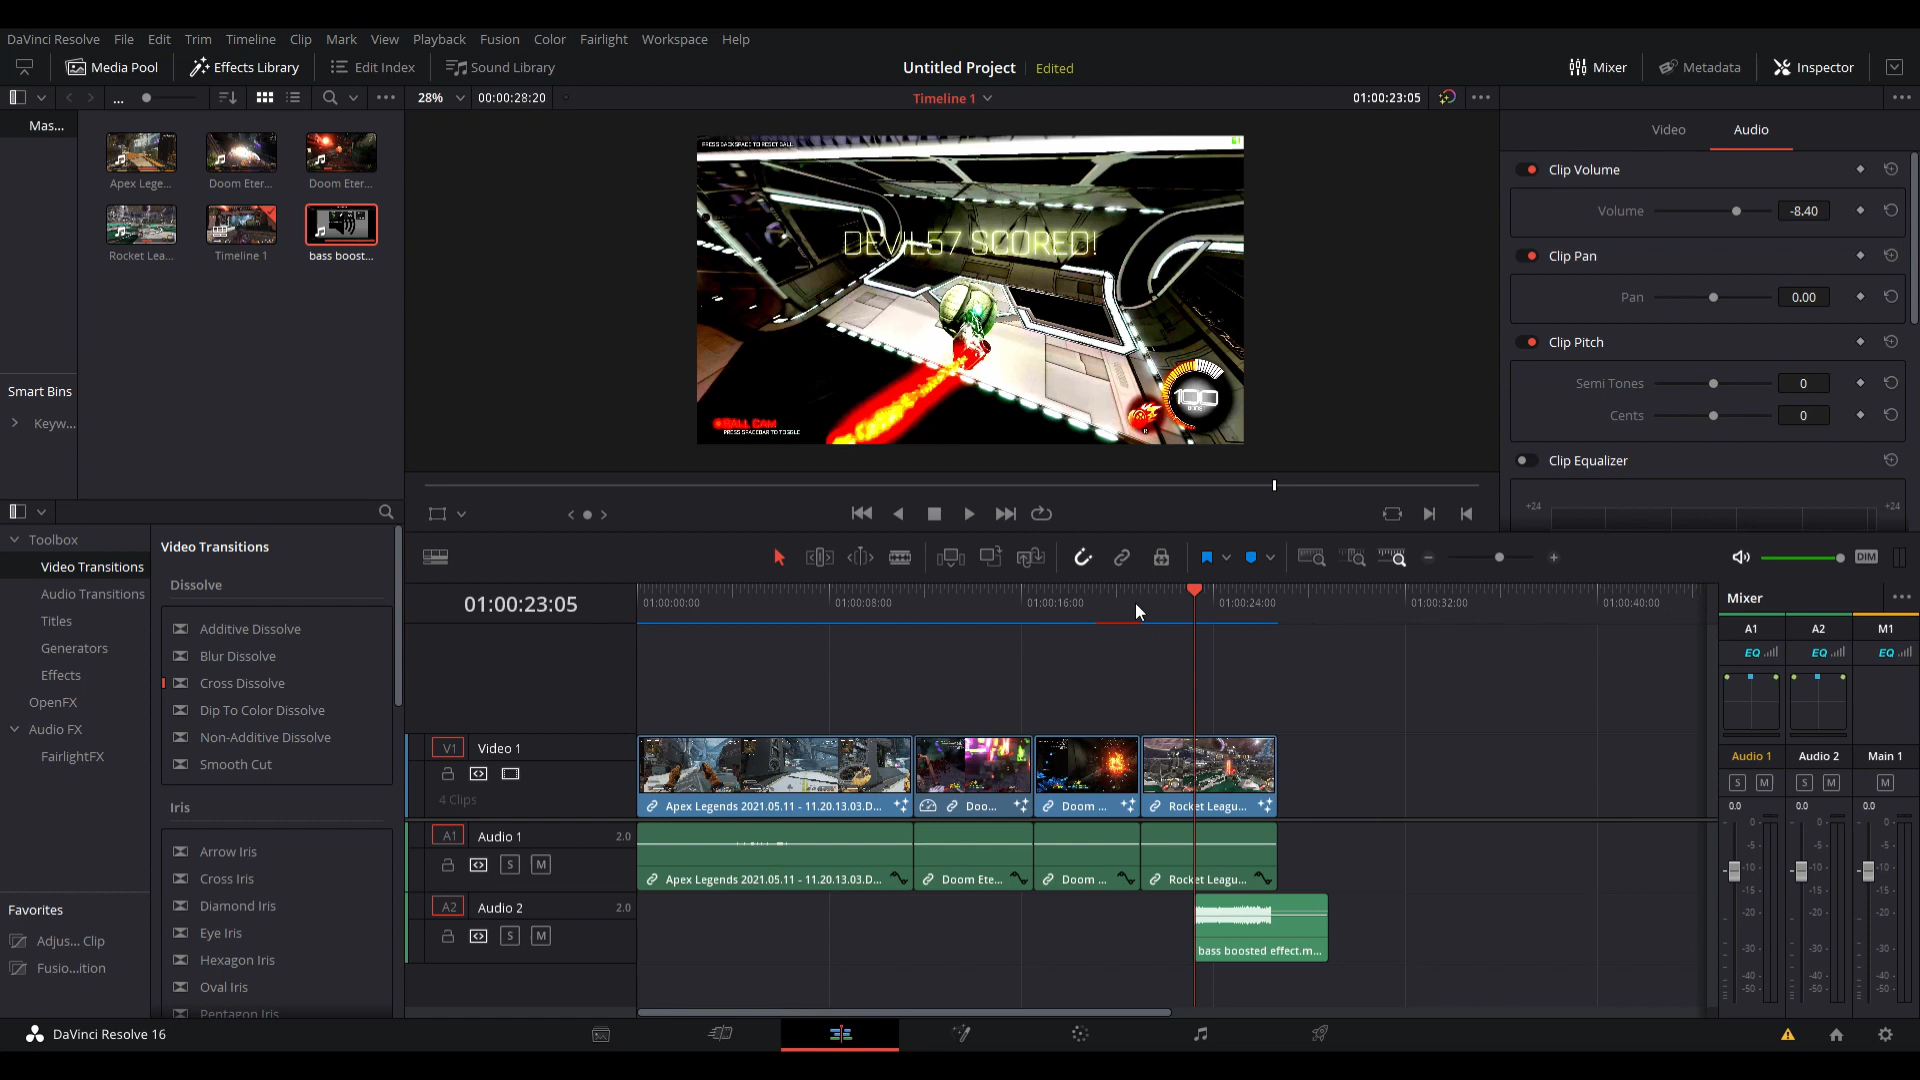 DaVinci Resolve File Edit Trim Timeline Clip Mark View Playback Fusion Color Fairlight Workspace Help
Media Pool Effects Library Edit Index Sound Library Untitled Project Edited Mixer Metadata Inspector
... 28% 00:00:28:20 Timeline 1 01:00:23:05
Mas...
Apex Lege... Doom Eter... Doom Eter...
Rocket Lea... Timeline 1 bass boost...
Smart Bins
Keyw...
PRESS BACKSPACE TO RESET BALL
DEVIL57 SCORED!
100
BALL CAM
PRESS SPACEBAR TO TOGGLE
Video Audio
Clip Volume
Volume -8.40
Clip Pan
Pan 0.00
Clip Pitch
Semi Tones 0
Cents 0
Clip Equalizer
+24 +24
Toolbox
Video Transitions
Audio Transitions
Titles
Generators
Effects
OpenFX
Audio FX
FairlightFX
Favorites
Adjus... Clip
Fusio...ition
Video Transitions
Dissolve
Additive Dissolve
Blur Dissolve
Cross Dissolve
Dip To Color Dissolve
Non-Additive Dissolve
Smooth Cut
Iris
Arrow Iris
Cross Iris
Diamond Iris
Eye Iris
Hexagon Iris
Oval Iris
Pentagon Iris
DIM
01:00:23:05
01:00:00:00 01:00:08:00 01:00:16:00 01:00:24:00 01:00:32:00 01:00:40:00
V1 Video 1
4 Clips
Apex Legends 2021.05.11 - 11.20.13.03.D... Doo... Doom ... Rocket Leagu...
A1 Audio 1 2.0
S M
Apex Legends 2021.05.11 - 11.20.13.03.D... Doom Ete... Doom ... Rocket Leagu...
A2 Audio 2 2.0
S M
bass boosted effect.m...
Mixer
A1 A2 M1
EQ EQ EQ
Audio 1 Audio 2 Main 1
S M S M M
0.0 0.0 0.0
0 0 0
-5 -5 -5
-10 -10 -10
-15 -15 -15
-20 -20 -20
-30 -30 -30
-40 -40 -40
-50 -50 -50
DaVinci Resolve 16